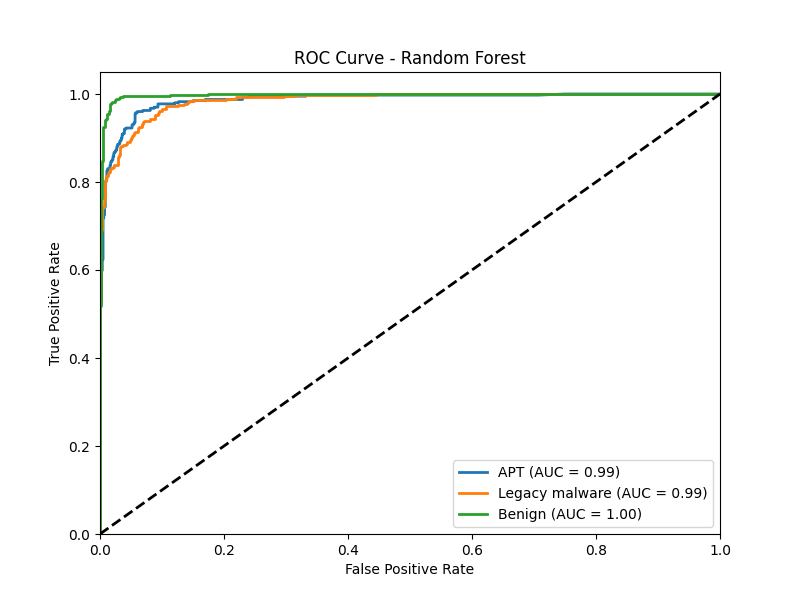 ROC Curve - Random Forest
True Positive Rate
1.0
0.8
0.6
0.4
0.2
0.0
APT (AUC = 0.99)
Legacy malware (AUC = 0.99)
Benign (AUC = 1.00)
0.0 0.2 0.4 0.6 0.8 1.0
False Positive Rate